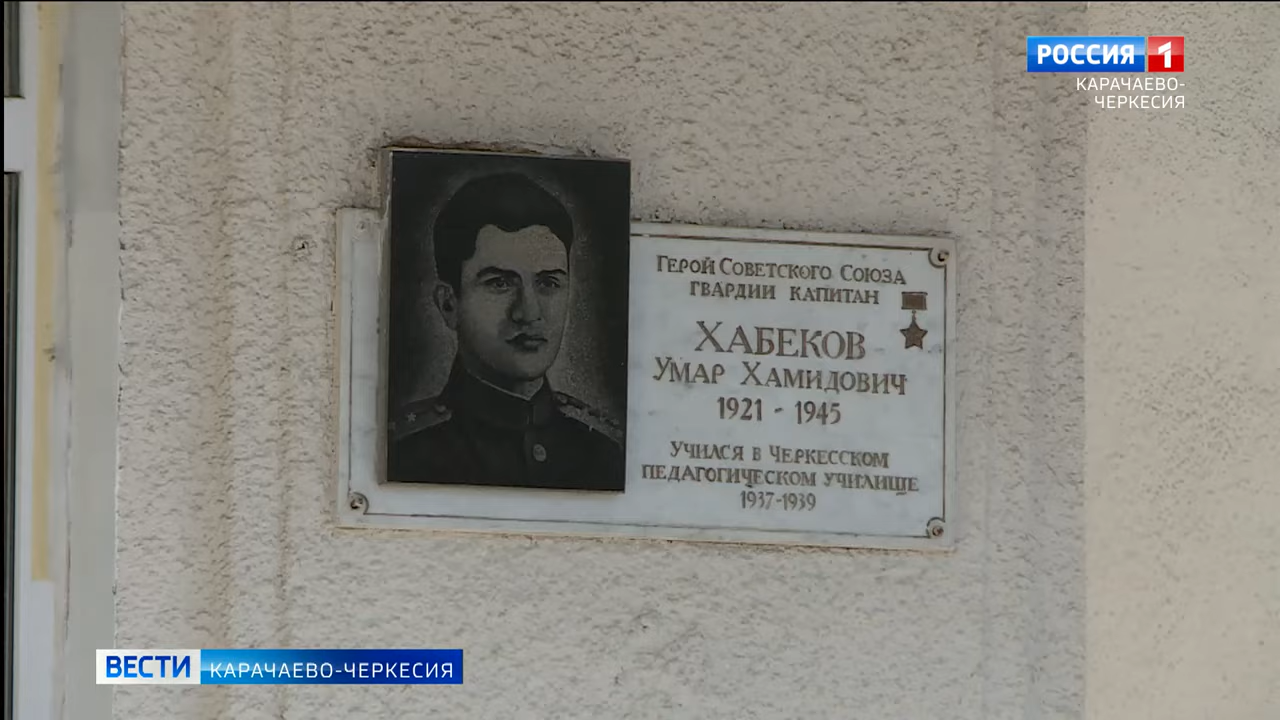 РОССИЯ 1
КАРАЧАЕВО-
ЧЕРКЕСИЯ
ГЕРОЙ СОВЕТСКОГО СОЮЗА
ГВАРДИИ КАПИТАН
ХАБЕКОВ
УМАР ХАМИДОВИЧ
1921 - 1945
УЧИЛСЯ В ЧЕРКЕССКОМ
ПЕДАГОГИЧЕСКОМ УЧИЛИЩЕ
1937-1939
ВЕСТИ КАРАЧАЕВО-ЧЕРКЕСИЯ